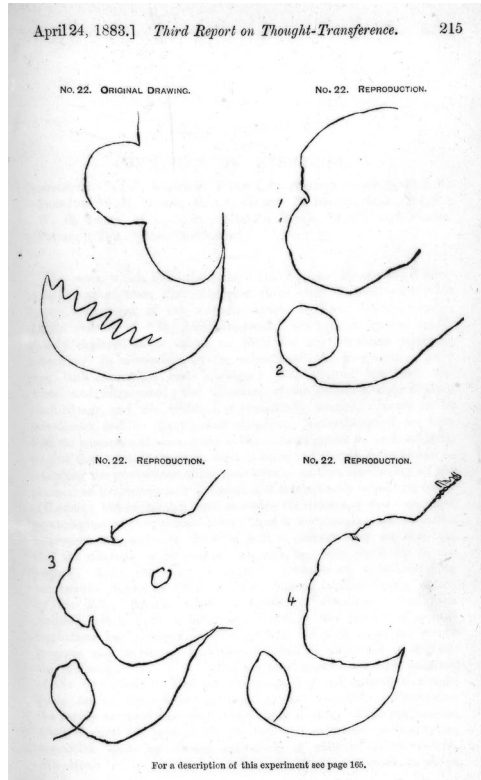 April 24, 1883.] Third Report on Thought-Transference. 215
No. 22. Original Drawing. No. 22. Reproduction.
2
No. 22. Reproduction. No. 22. Reproduction.
3
4
For a description of this experiment see page 165.